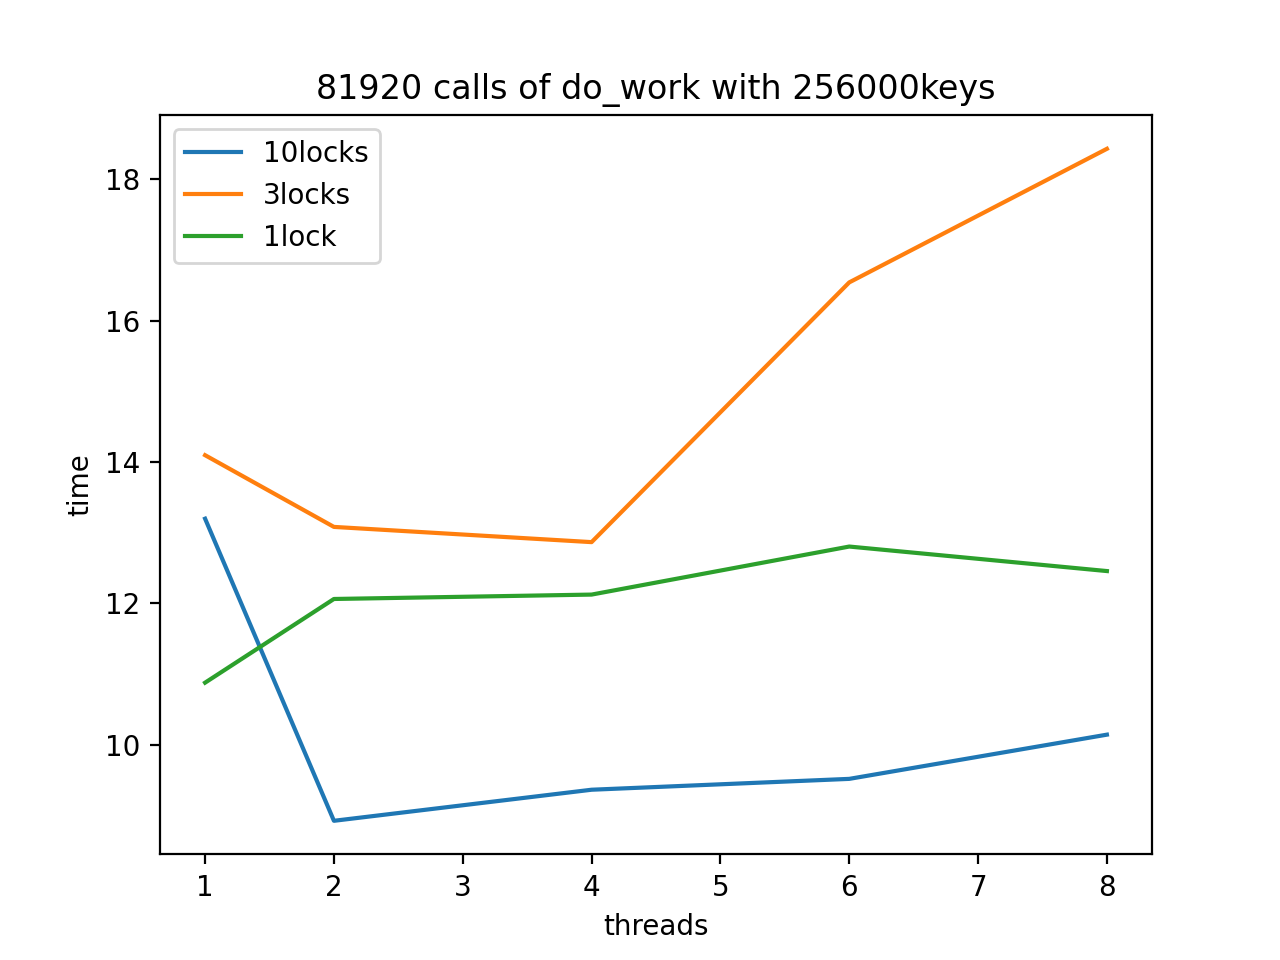 81920 calls of do_work with 256000keys
10locks
3locks
1lock
18
16
14
12
10
time
1 2 3 4 5 6 7 8
threads